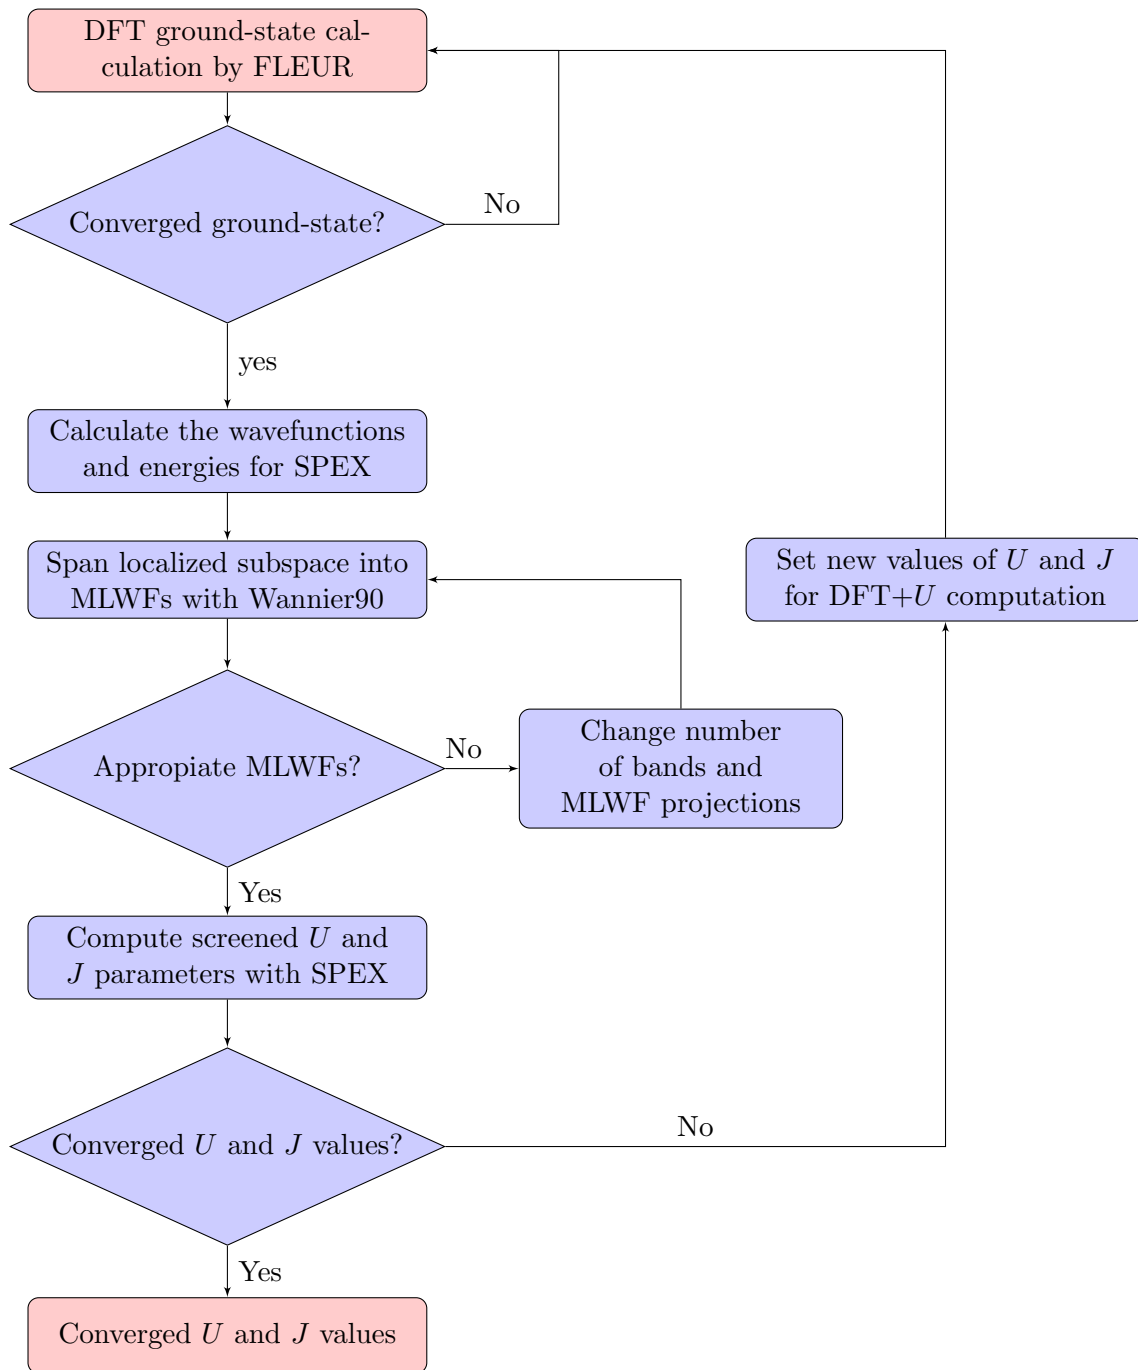 DFT ground-state cal-
culation by FLEUR
Converged ground-state?
No
yes
Calculate the wavefunctions
and energies for SPEX
Span localized subspace into
MLWFs with Wannier90
Set new values of U and J
for DFT+U computation
Appropiate MLWFs?
No
Change number
of bands and
MLWF projections
Yes
Compute screened U and
J parameters with SPEX
Converged U and J values?
No
Yes
Converged U and J values